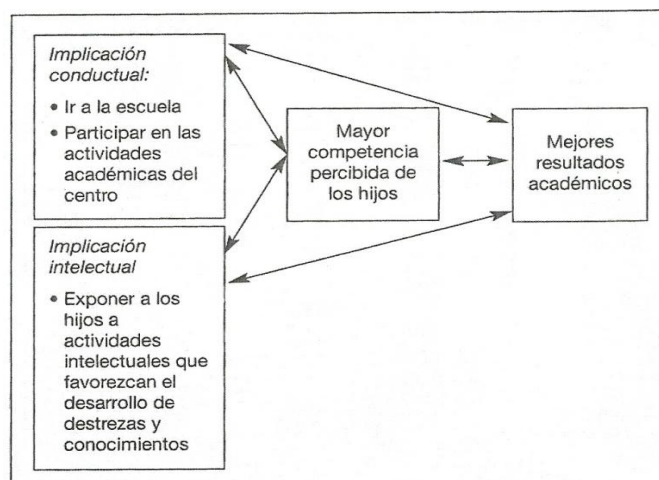 Implicación
conductual:
• Ir a la escuela
• Participar en las
actividades
académicas del
centro
Mayor
competencia
percibida de
los hijos
Mejores
resultados
académicos
Implicación
intelectual
• Exponer a los
hijos a
actividades
intelectuales que
favorezcan el
desarrollo de
destrezas y
conocimientos